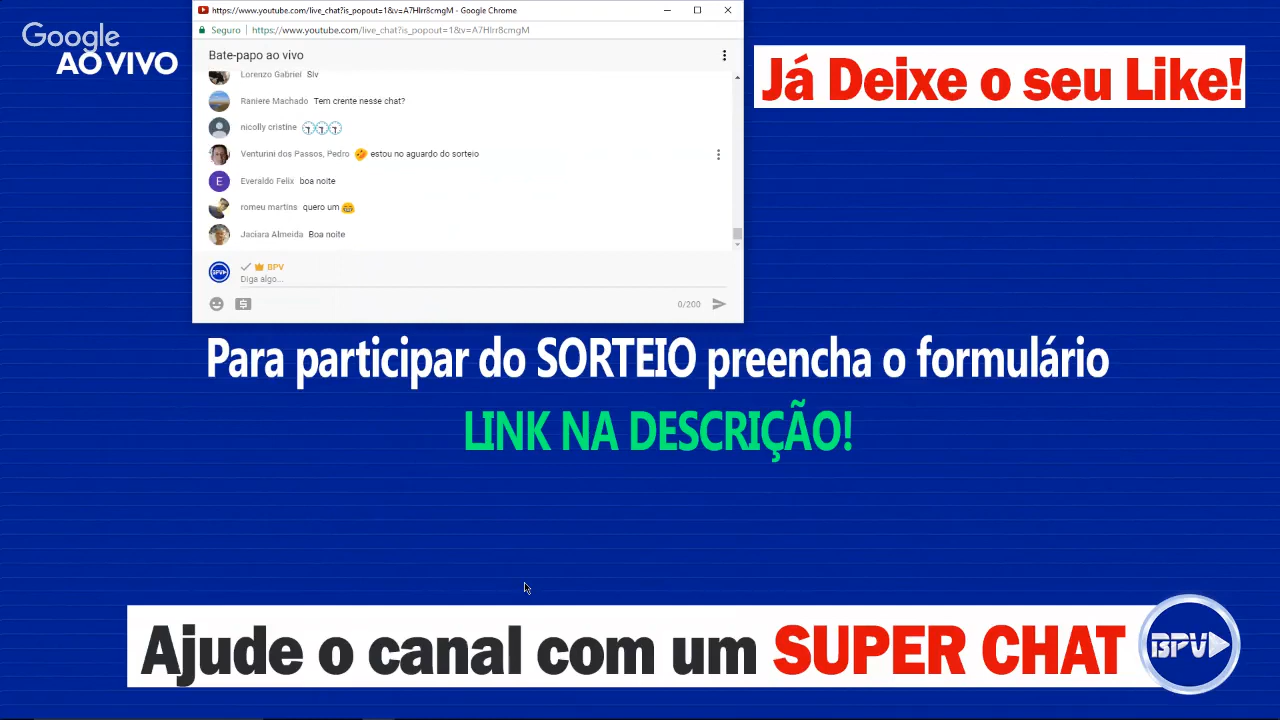 https://www.youtube.com/live_chat?is_popout=1&v=A7HIrr8cmgM - Google Chrome
Seguro https://www.youtube.com/live_chat?is_popout=1&v=A7HIrr8cmgM
Google
AO VIVO
Bate-papo ao vivo
Já Deixe o seu Like!
Lorenzo Gabriel Slv
Raniere Machado Tem crente nesse chat?
nicolly cristine
Venturini dos Passos, Pedro estou no aguardo do sorteio
E Everaldo Felix boa noite
romeu martins quero um
Jaciara Almeida Boa noite
BPV BPV
Diga algo...
0/200
Para participar do SORTEIO preencha o formulário
LINK NA DESCRIÇÃO!
Ajude o canal com um SUPER CHAT
BPV